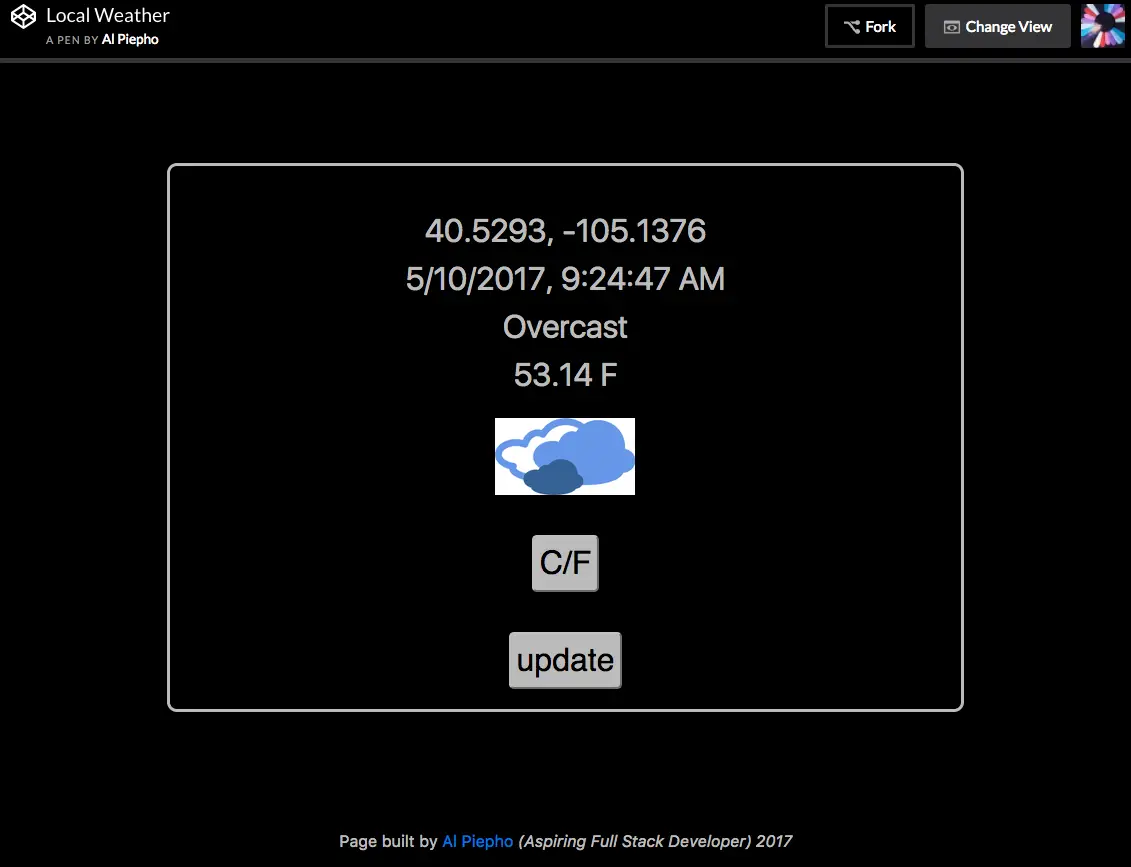 Local Weather
A PEN BY Al Piepho
Fork
Change View
40.5293, -105.1376
5/10/2017, 9:24:47 AM
Overcast
53.14 F
C/F
update
Page built by Al Piepho (Aspiring Full Stack Developer) 2017